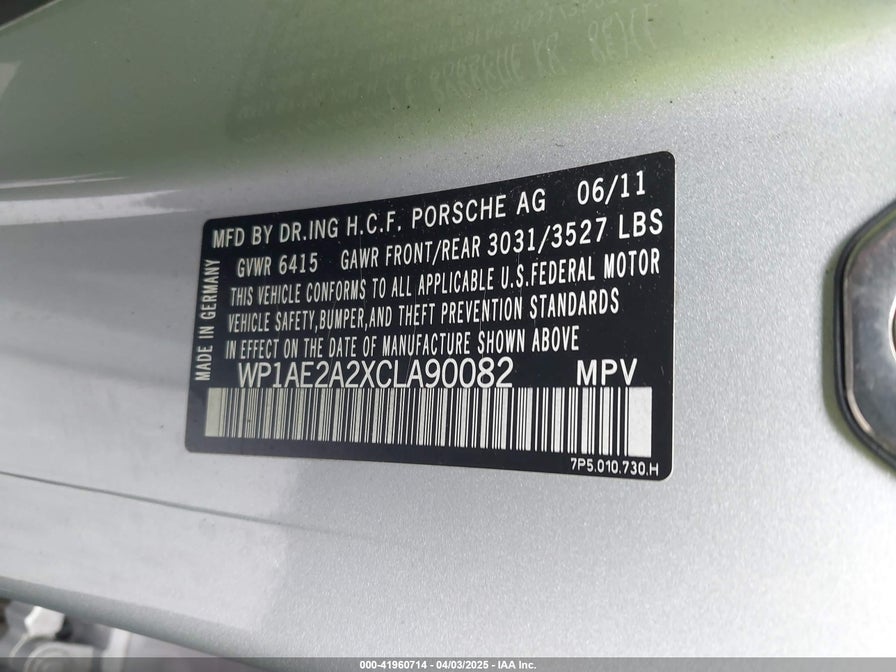 MFD BY DR.ING H.C.F. PORSCHE AG 06/11
GVWR 6415 GAWR FRONT/REAR 3031/3527 LBS
THIS VEHICLE CONFORMS TO ALL APPLICABLE U.S.FEDERAL MOTOR
VEHICLE SAFETY,BUMPER,AND THEFT PREVENTION STANDARDS
IN EFFECT ON THE DATE OF MANUFACTURE SHOWN ABOVE
MADE IN GERMANY
WP1AE2A2XCLA90082 MPV
7P5.010.730.H
000-41960714 - 04/03/2025 - IAA Inc.